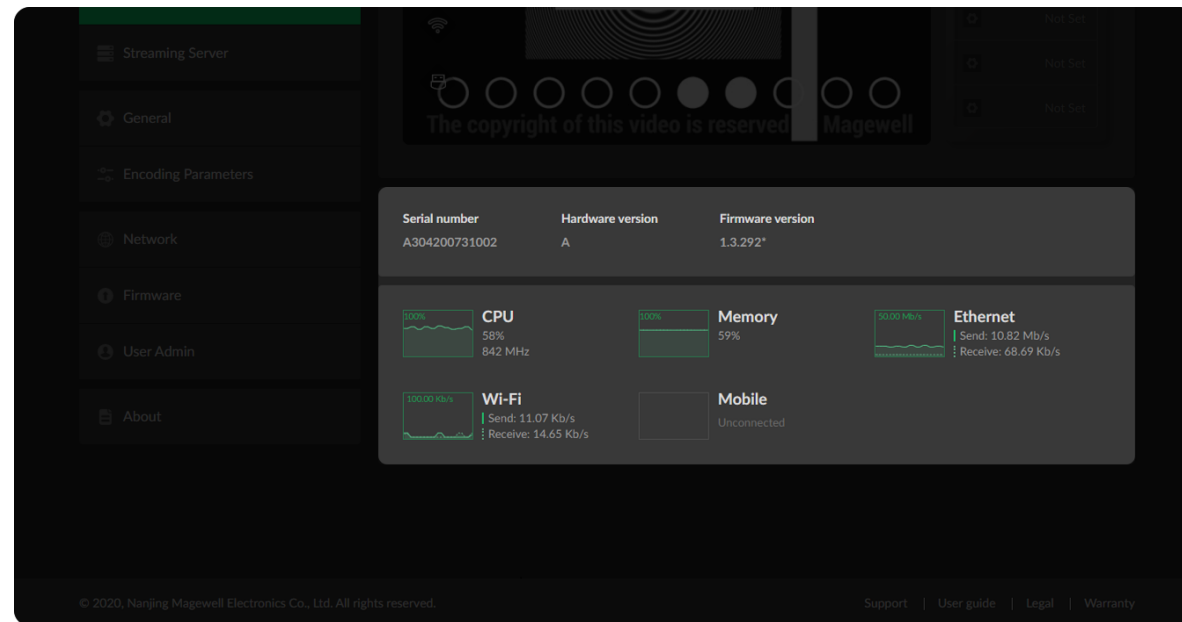 Streaming Server
General
Encoding Parameters
Network
Firmware
User Admin
About
Not Set
Not Set
Not Set
The copyright of this video is reserved Magewell
Serial number
A304200731002
Hardware version
A
Firmware version
1.3.292*
100%
CPU
58%
842 MHz
100%
Memory
59%
50.00 Mb/s
Ethernet
Send: 10.82 Mb/s
Receive: 68.69 Kb/s
100.00 Kb/s
Wi-Fi
Send: 11.07 Kb/s
Receive: 14.65 Kb/s
Mobile
Unconnected
© 2020, Nanjing Magewell Electronics Co., Ltd. All rights reserved.
Support | User guide | Legal | Warranty